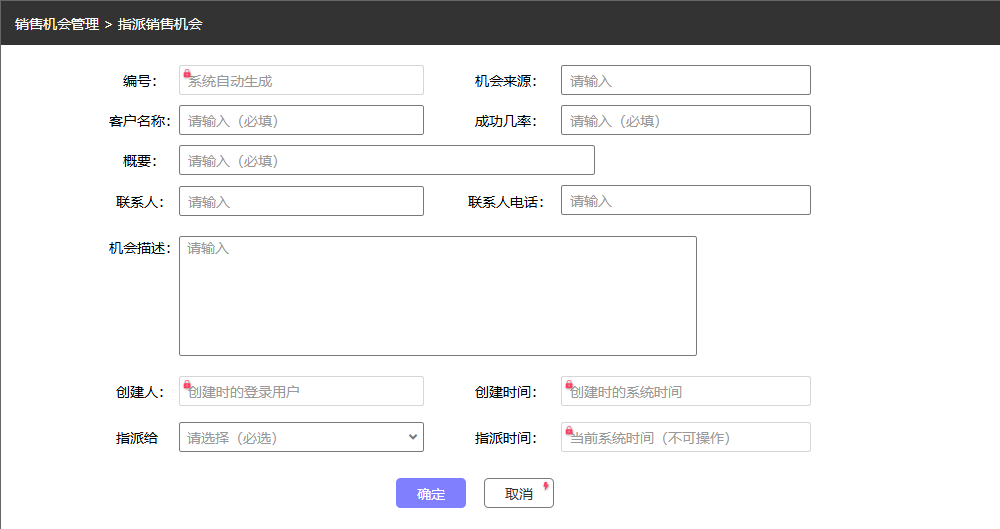 销售机会管理 > 指派销售机会
编号： 系统自动生成 机会来源： 请输入
客户名称： 请输入（必填） 成功几率： 请输入（必填）
概要： 请输入（必填）
联系人： 请输入 联系人电话： 请输入
机会描述： 请输入
创建人： 创建时的登录用户 创建时间： 创建时的系统时间
指派给 请选择（必选） 指派时间： 当前系统时间（不可操作）
确定 取消